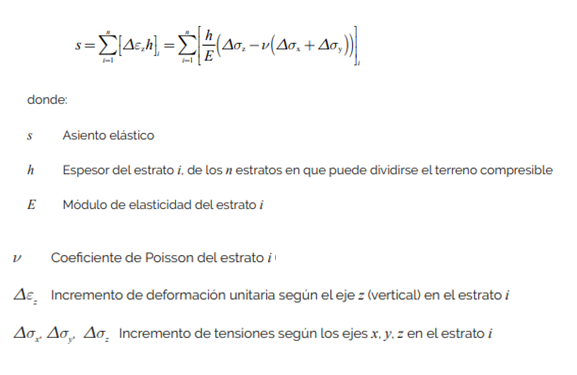 s = \sum_{i=1}^{n} [Δε_z h]_i = \sum_{i=1}^{n} [ \frac{h}{E} (Δσ_z − ν(Δσ_x + Δσ_y)) ]_i
donde:
s Asiento elástico
h Espesor del estrato i, de los n estratos en que puede dividirse el terreno compresible
E Módulo de elasticidad del estrato i
ν Coeficiente de Poisson del estrato i
Δε_z Incremento de deformación unitaria según el eje z (vertical) en el estrato i
Δσ_x, Δσ_y, Δσ_z Incremento de tensiones según los ejes x, y, z en el estrato i